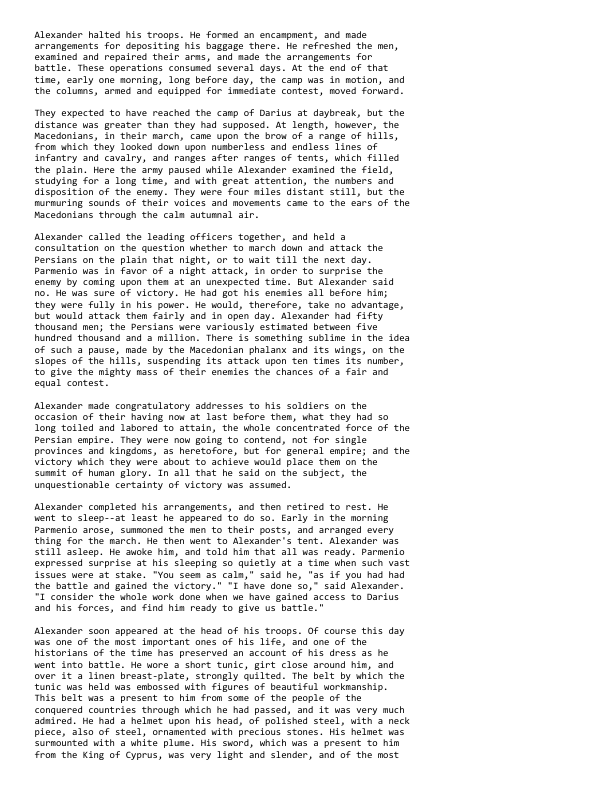 Alexander halted his troops. He formed an encampment, and made
arrangements for depositing his baggage there. He refreshed the men,
examined and repaired their arms, and made the arrangements for
battle. These operations consumed several days. At the end of that
time, early one morning, long before day, the camp was in motion, and
the columns, armed and equipped for immediate contest, moved forward.
They expected to have reached the camp of Darius at daybreak, but the
distance was greater than they had supposed. At length, however, the
Macedonians, in their march, came upon the brow of a range of hills,
from which they looked down upon numberless and endless lines of
infantry and cavalry, and ranges after ranges of tents, which filled
the plain. Here the army paused while Alexander examined the field,
studying for a long time, and with great attention, the numbers and
disposition of the enemy. They were four miles distant still, but the
murmuring sounds of their voices and movements came to the ears of the
Macedonians through the calm autumnal air.
Alexander called the leading officers together, and held a
consultation on the question whether to march down and attack the
Persians on the plain that night, or to wait till the next day.
Parmenio was in favor of a night attack, in order to surprise the
enemy by coming upon them at an unexpected time. But Alexander said
no. He was sure of victory. He had got his enemies all before him;
they were fully in his power. He would, therefore, take no advantage,
but would attack them fairly and in open day. Alexander had fifty
thousand men; the Persians were variously estimated between five
hundred thousand and a million. There is something sublime in the idea
of such a pause, made by the Macedonian phalanx and its wings, on the
slopes of the hills, suspending its attack upon ten times its number,
to give the mighty mass of their enemies the chances of a fair and
equal contest.
Alexander made congratulatory addresses to his soldiers on the
occasion of their having now at last before them, what they had so
long toiled and labored to attain, the whole concentrated force of the
Persian empire. They were now going to contend, not for single
provinces and kingdoms, as heretofore, but for general empire; and the
victory which they were about to achieve would place them on the
summit of human glory. In all that he said on the subject, the
unquestionable certainty of victory was assumed.
Alexander completed his arrangements, and then retired to rest. He
went to sleep--at least he appeared to do so. Early in the morning
Parmenio arose, summoned the men to their posts, and arranged every
thing for the march. He then went to Alexander's tent. Alexander was
still asleep. He awoke him, and told him that all was ready. Parmenio
expressed surprise at his sleeping so quietly at a time when such vast
issues were at stake. "You seem as calm," said he, "as if you had had
the battle and gained the victory." "I have done so," said Alexander.
"I consider the whole work done when we have gained access to Darius
and his forces, and find him ready to give us battle."
Alexander soon appeared at the head of his troops. Of course this day
was one of the most important ones of his life, and one of the
historians of the time has preserved an account of his dress as he
went into battle. He wore a short tunic, girt close around him, and
over it a linen breast-plate, strongly quilted. The belt by which the
tunic was held was embossed with figures of beautiful workmanship.
This belt was a present to him from some of the people of the
conquered countries through which he had passed, and it was very much
admired. He had a helmet upon his head, of polished steel, with a neck
piece, also of steel, ornamented with precious stones. His helmet was
surmounted with a white plume. His sword, which was a present to him
from the King of Cyprus, was very light and slender, and of the most